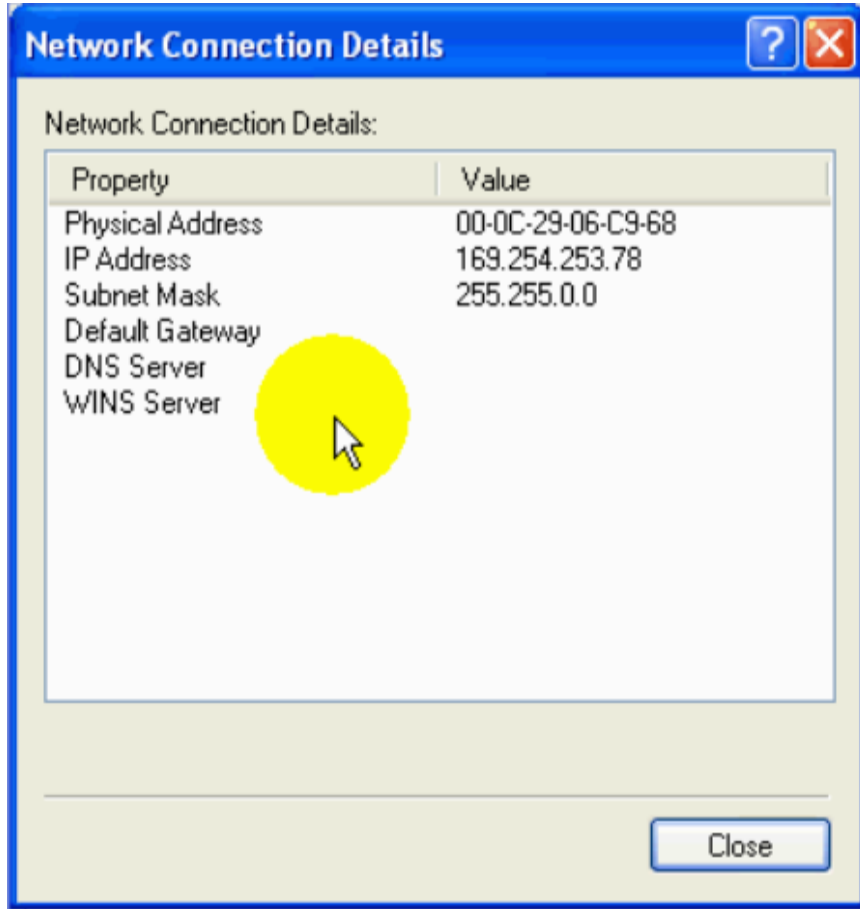 Network Connection Details
Network Connection Details:
Property Value
Physical Address 00-0C-29-06-C9-68
IP Address 169.254.253.78
Subnet Mask 255.255.0.0
Default Gateway
DNS Server
WINS Server
Close